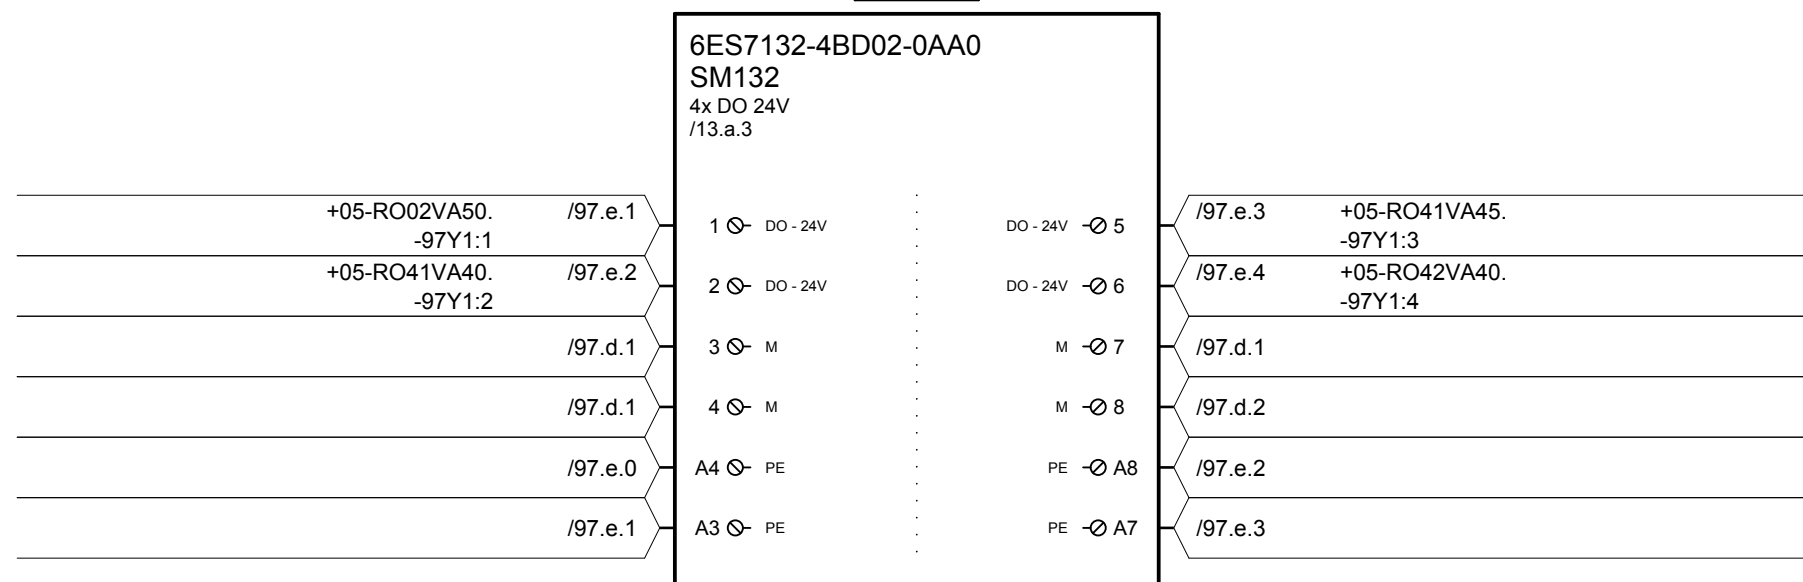 6ES7132-4BD02-0AA0
SM132
4x DO 24V
/13.a.3
+05-RO02VA50. /97.e.1 1 DO - 24V DO - 24V 5 /97.e.3 +05-RO41VA45.
-97Y1:1 -97Y1:3
+05-RO41VA40. /97.e.2 2 DO - 24V DO - 24V 6 /97.e.4 +05-RO42VA40.
-97Y1:2 -97Y1:4
/97.d.1 3 M M 7 /97.d.1
/97.d.1 4 M M 8 /97.d.2
/97.e.0 A4 PE PE A8 /97.e.2
/97.e.1 A3 PE PE A7 /97.e.3